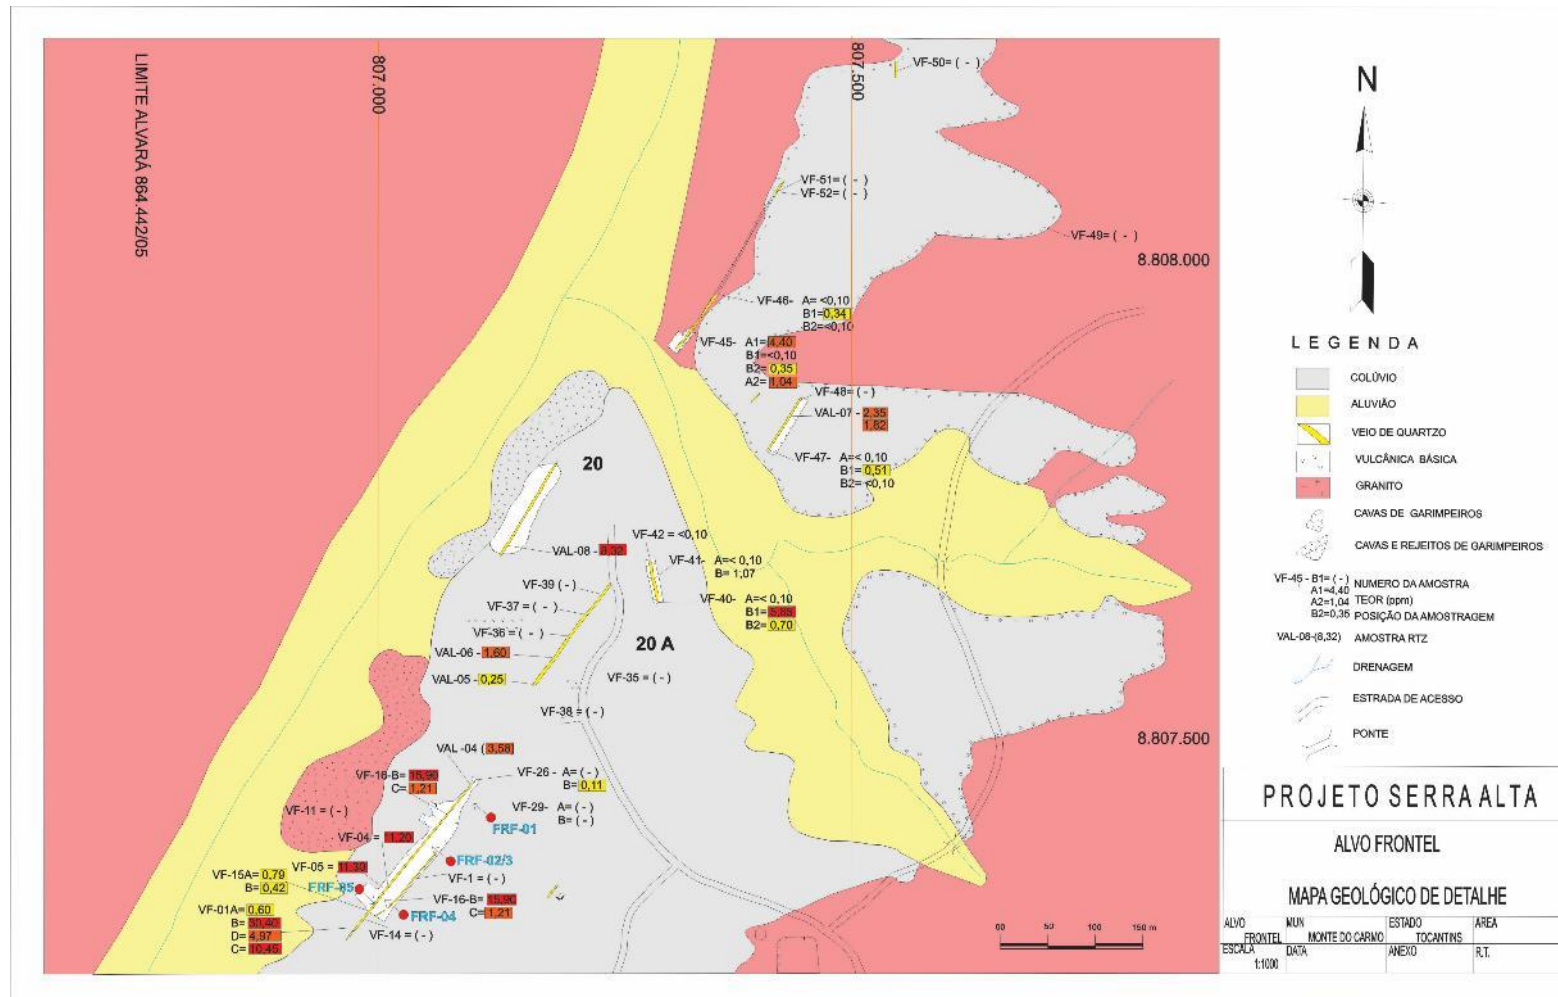 LIMITE ALVARÁ 864.442/05
807.000
807.500
VF-50= ( - )
VF-51= ( - )
VF-52= ( - )
VF-49= ( - )
8.808.000
VF-46- A= <0,10
B1=0,34
B2=<0,10
VF-45- A1=4,40
B1=<0,10
B2=0,35
A2=1,04
VF-48= ( - )
VAL-07 - 2,35
1,82
VF-47- A=< 0,10
B1=0,51
B2= <0,10
20
VAL-08 - 8,32
VF-42 = <0,10
VF-41- A=< 0,10
B= 1,07
VF-39 ( - )
VF-37 = ( - )
VF-40- A=< 0,10
B1=
B2= 0,70
VF-36 = ( - )
20 A
VAL-06 - 1,60
VAL-05 - 0,25
VF-35 = ( - )
VF-38 = ( - )
8.807.500
VAL -04 ( 3,58
VF-16-B= 15,90
C= 1,21
VF-26 - A= ( - )
B= 0,11
VF-11 = ( - )
VF-29- A= ( - )
B= ( - )
FRF-01
VF-04 = 11,20
FRF-02/3
VF-05 = 11,30
VF-15A= 0,79
B= 0,42
FRF-05
VF-1 = ( - )
VF-16-B= 15,90
C= 1,21
VF-01A= 0,60
B= 30,40
D= 4,97
C= 10,45
FRF-04
VF-14 = ( - )
00 50 100 150 m
N
LEGENDA
COLÚVIO
ALUVIÃO
VEIO DE QUARTZO
VULCÂNICA BÁSICA
GRANITO
CAVAS DE GARIMPEIROS
CAVAS E REJEITOS DE GARIMPEIROS
VF-45 - B1= ( - ) NUMERO DA AMOSTRA
A1=4,40
A2=1,04 TEOR (ppm)
B2=0,35 POSIÇÃO DA AMOSTRAGEM
VAL-08-(8,32) AMOSTRA RTZ
DRENAGEM
ESTRADA DE ACESSO
PONTE
PROJETO SERRA ALTA
ALVO FRONTEL
MAPA GEOLÓGICO DE DETALHE
ALVO MUN ESTADO AREA
FRONTEL MONTE DO CARMO TOCANTINS
ESCALA DATA ANEXO R.T.
1:1000